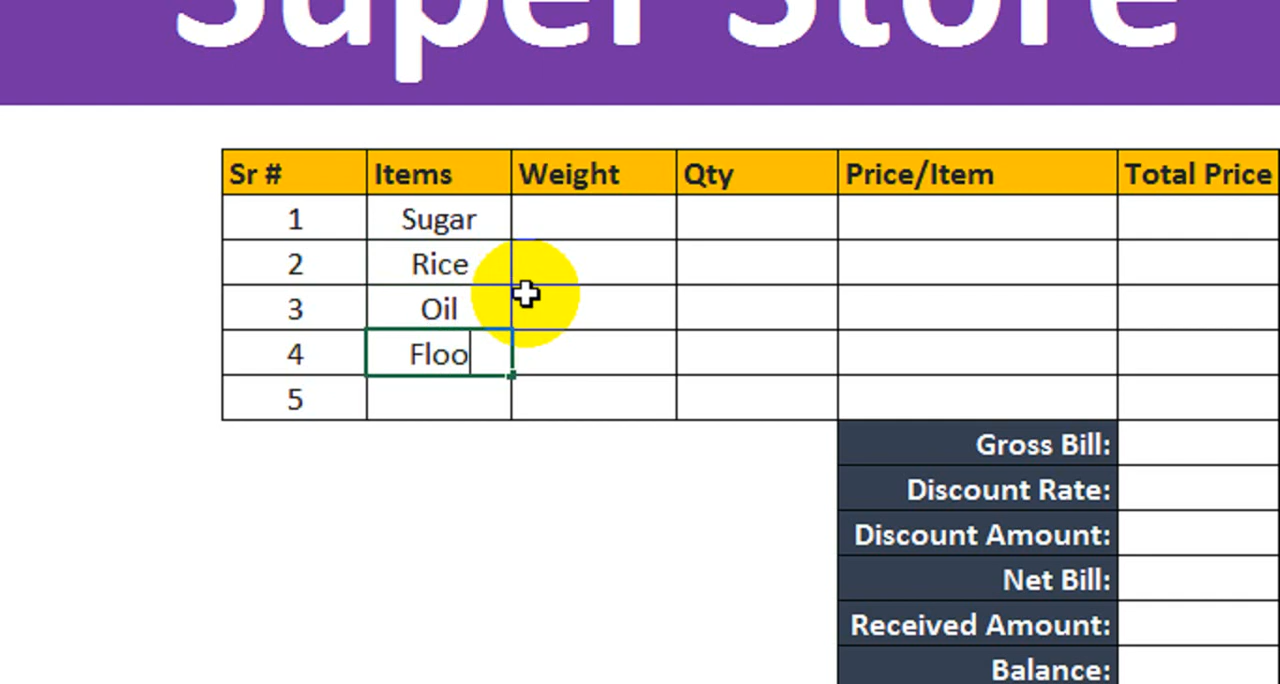 Super Store
Sr # Items Weight Qty Price/Item Total Price
1 Sugar
2 Rice
3 Oil
4 Floo
5
Gross Bill:
Discount Rate:
Discount Amount:
Net Bill:
Received Amount:
Balance: